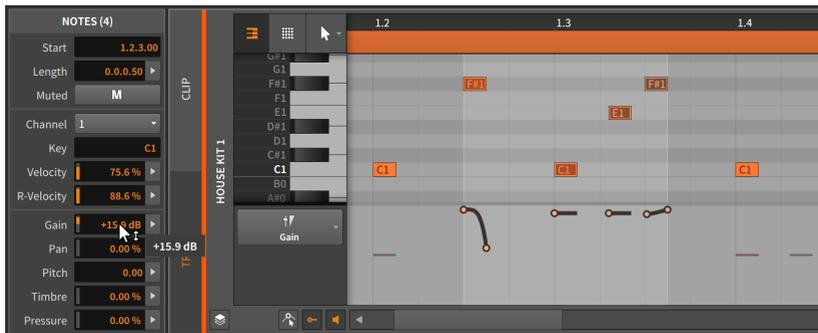 NOTES (4)
Start 1.2.3.00
Length 0.0.0.50
Muted M
Channel 1
Key C1
Velocity 75.6 %
R-Velocity 88.6 %
Gain +15.9 dB
+15.9 dB
Pan 0.00 %
Pitch 0.00
Timbre 0.00 %
Pressure 0.00 %
CLIP
HOUSE KIT 1
1.2 1.3 1.4
G#1
G1
F#1 F#1 F#1
F1
E1 E1
D#1
D1
C#1
C1 C1 C1 C1
B0
A#0
Gain